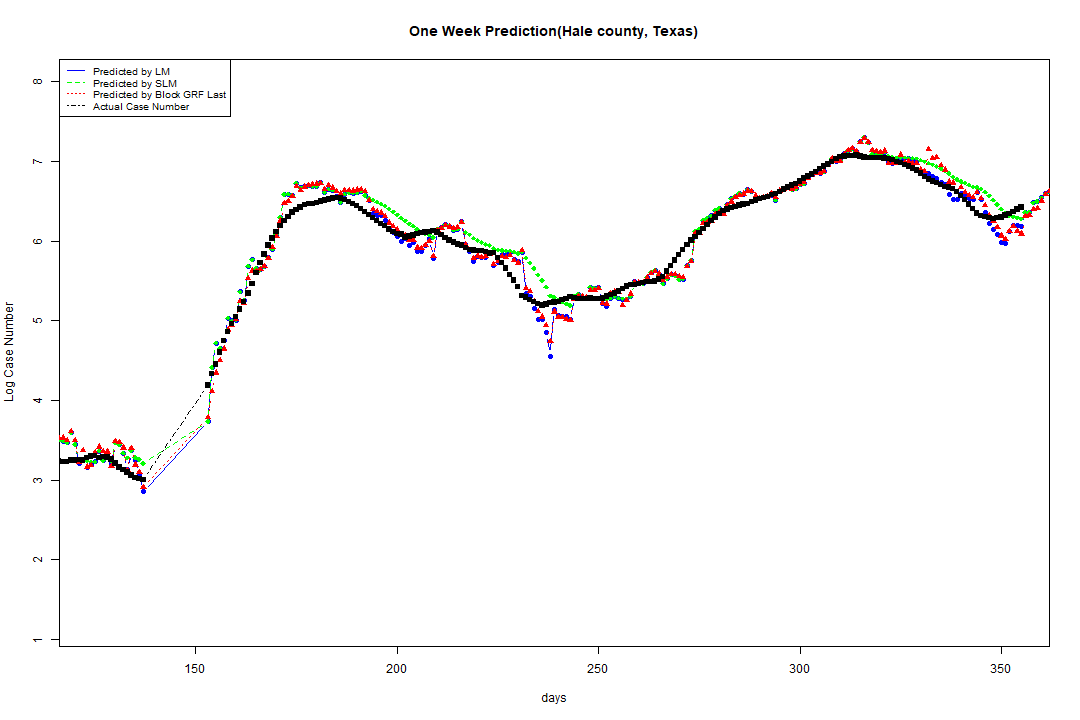 One Week Prediction(Hale county, Texas)
Predicted by LM
Predicted by SLM
Predicted by Block GRF Last
Actual Case Number
8
7
6
5
4
3
2
1
Log Case Number
150 200 250 300 350
days